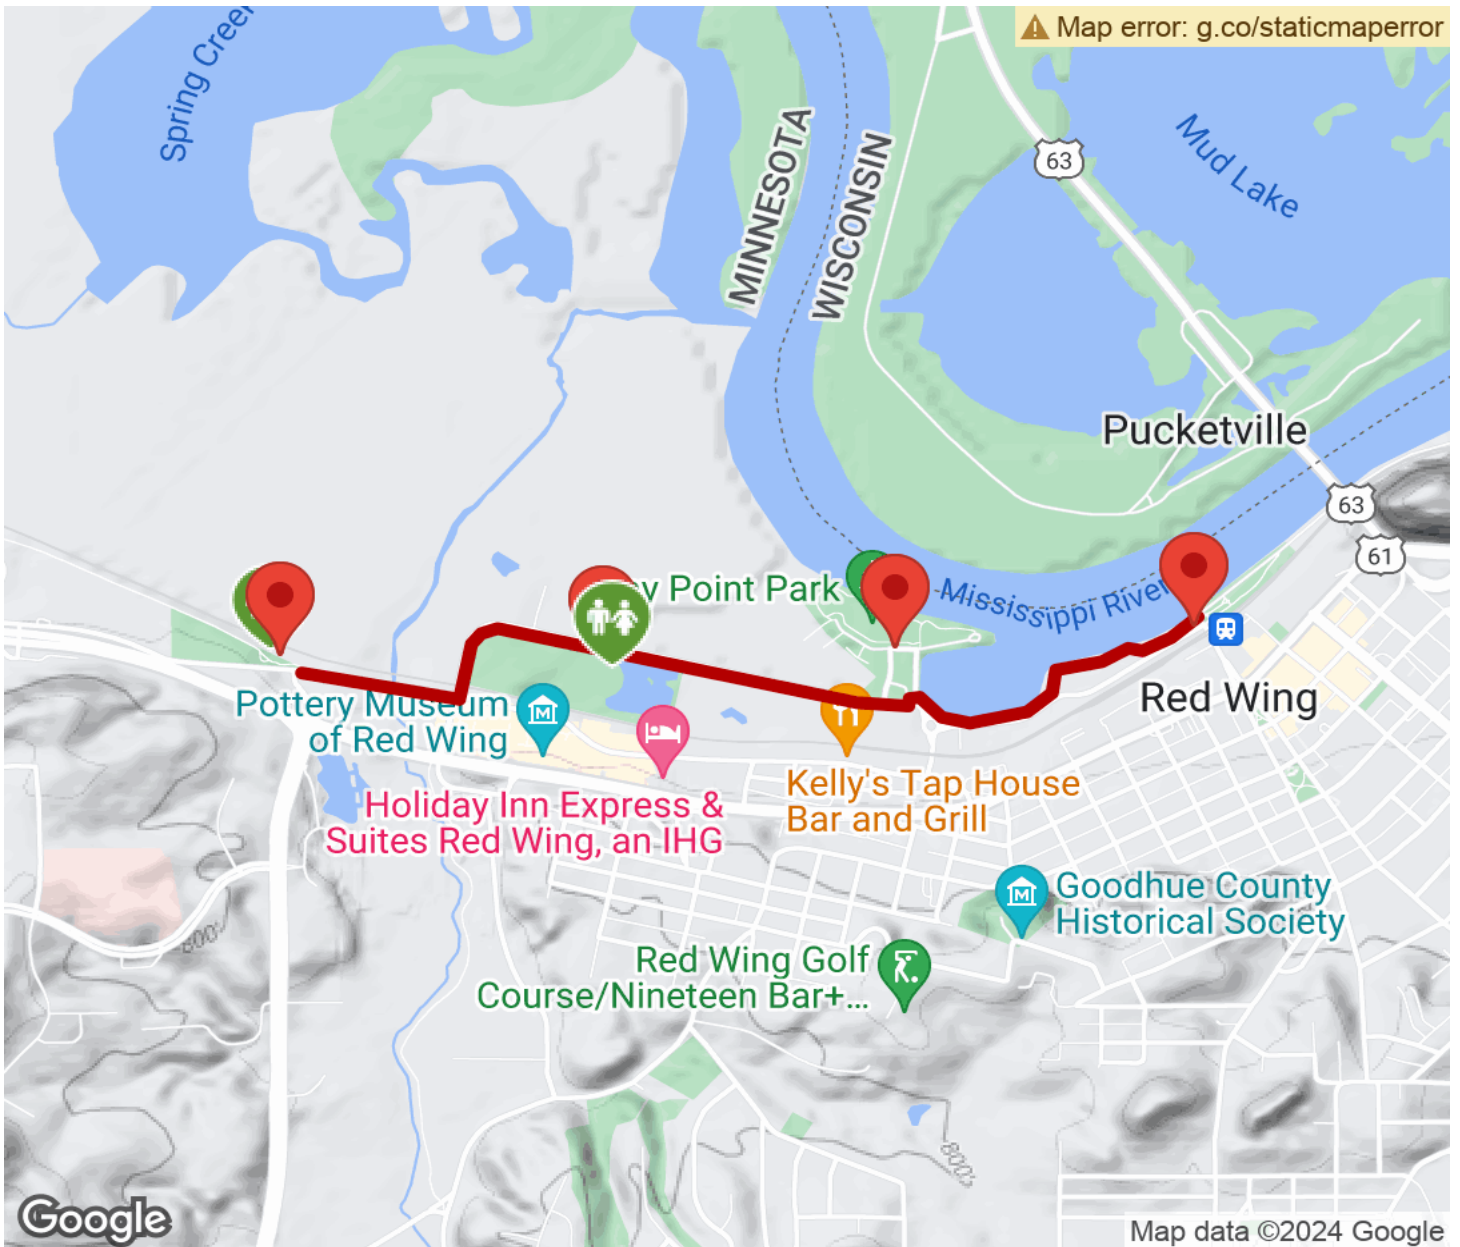 Map error: g.co/staticmaperror
Spring Creek
MINNESOTA
WISCONSIN
63
Mud Lake
Pucketville
63
61
y Point Park
Mississippi River
Red Wing
Pottery Museum
of Red Wing
Holiday Inn Express &
Suites Red Wing, an IHG
Kelly's Tap House
Bar and Grill
Goodhue County
Historical Society
800
Red Wing Golf
Course/Nineteen Bar+...
800
Google
Map data ©2024 Google